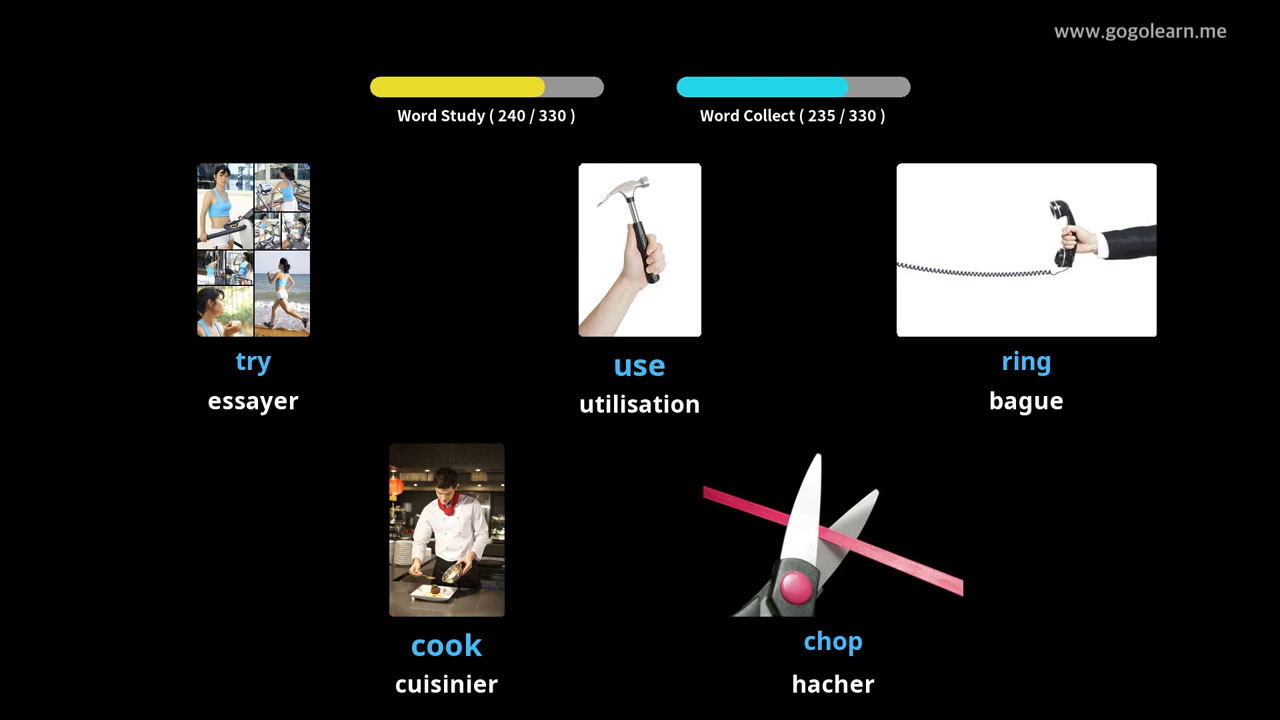 www.gogolearn.me
Word Study ( 240 / 330 )
Word Collect ( 235 / 330 )
try
essayer
use
utilisation
ring
bague
cook
cuisinier
chop
hacher